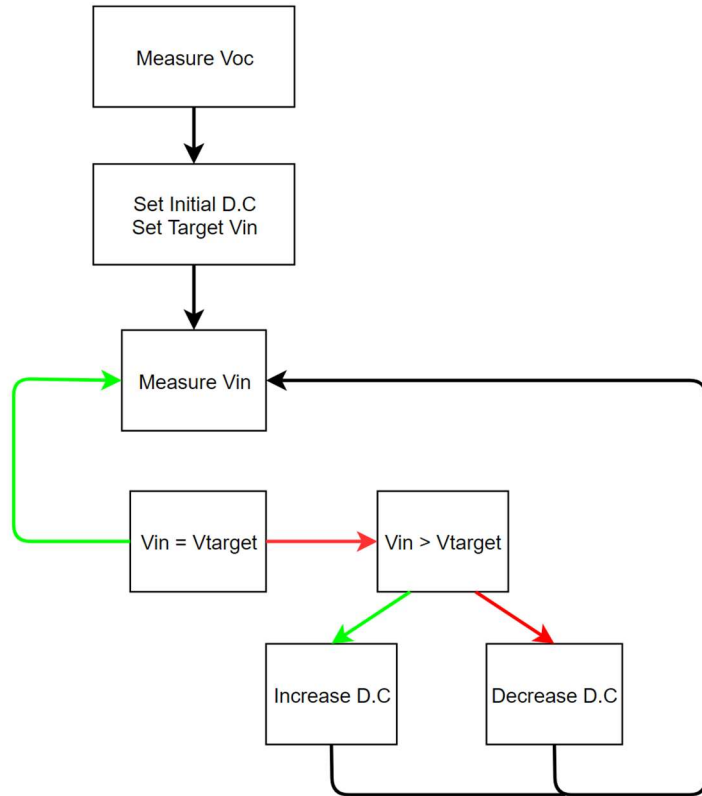 Measure Voc
Set Initial D.C
Set Target Vin
Measure Vin
Vin = Vtarget
Vin > Vtarget
Increase D.C
Decrease D.C